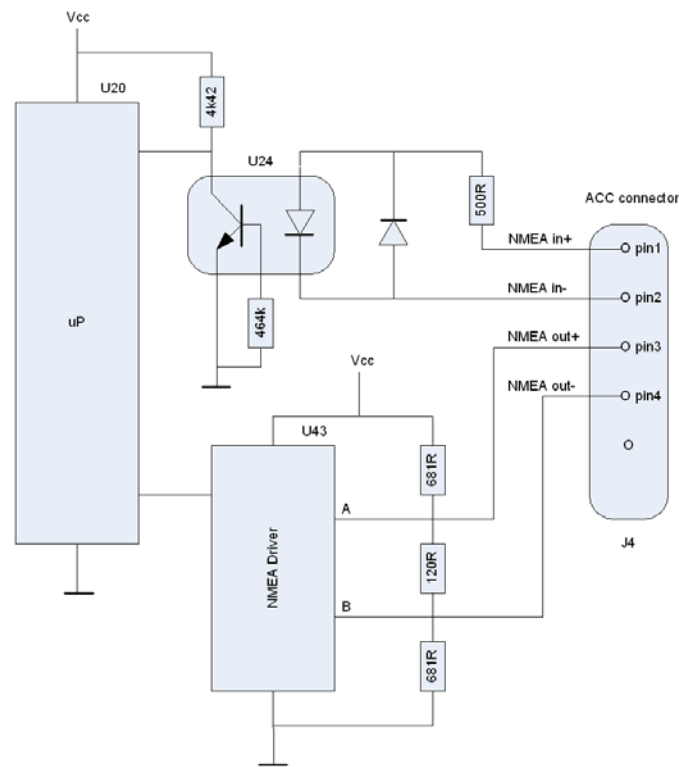 Vcc
U20
4k42
U24
500R
ACC connector
NMEA in+
pin1
NMEA in-
pin2
uP
464k
NMEA out+
pin3
Vcc
NMEA out-
pin4
U43
681R
A
J4
NMEA Driver
120R
B
681R